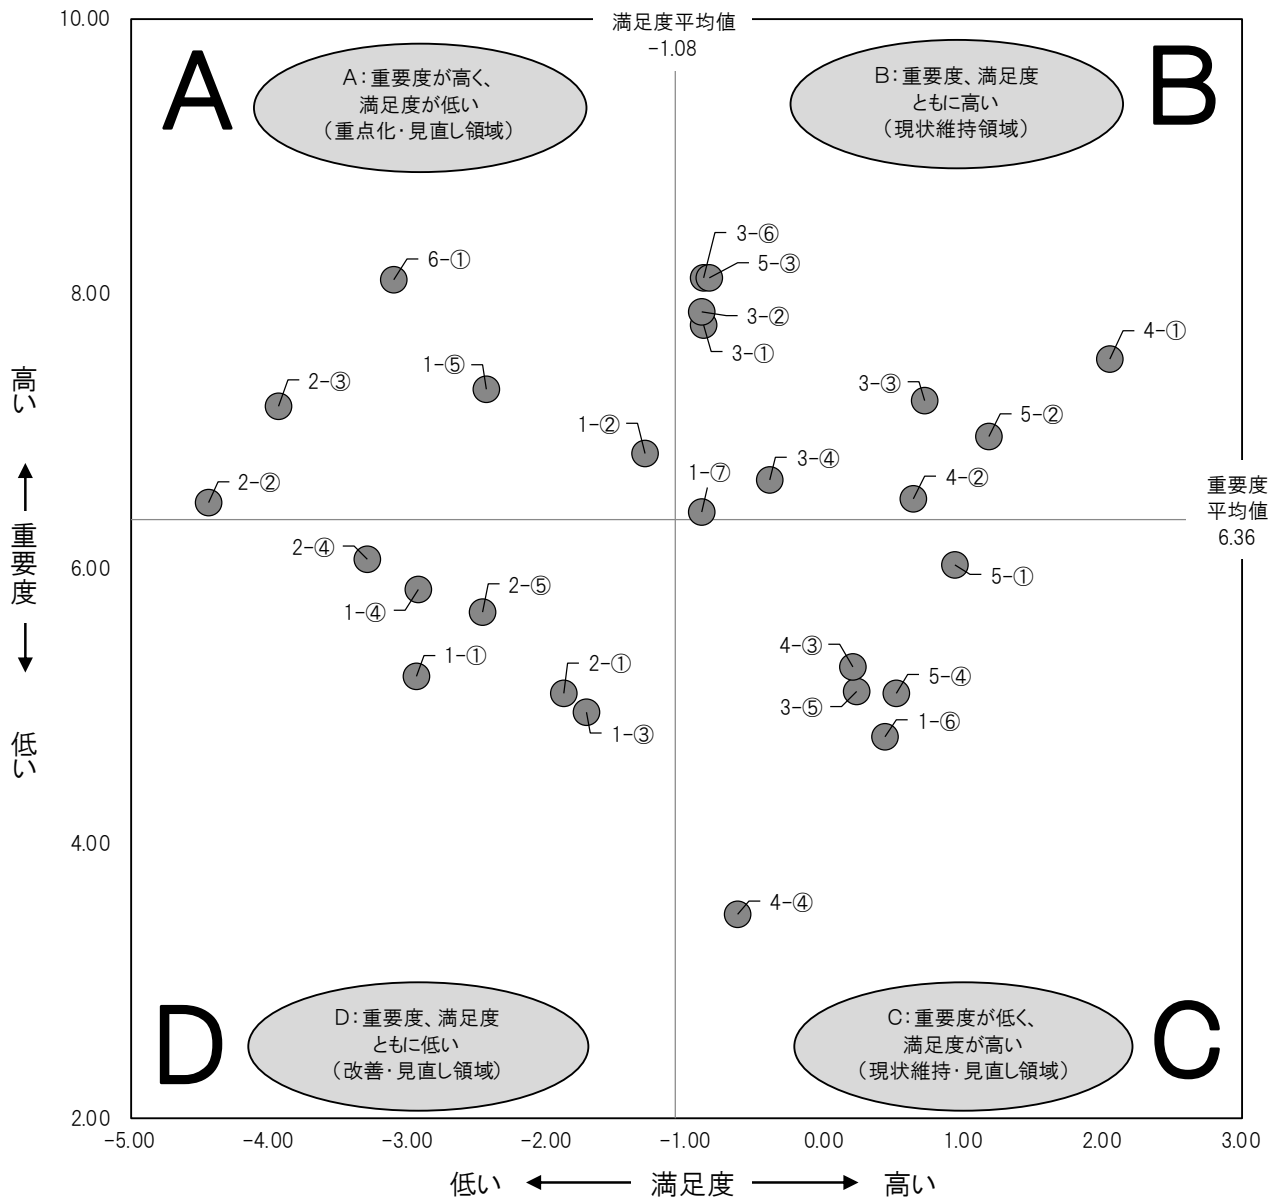 10.00
満足度平均値
-1.08
A
A：重要度が高く、
満足度が低い
（重点化・見直し領域）
B：重要度、満足度
ともに高い
（現状維持領域）
B
3-⑥
6-①
5-③
8.00
3-②
4-①
3-①
1-⑤
高い
2-③
3-③
5-②
1-②
3-④
1-⑦
4-②
2-②
重要度
平均値
6.36
重要度
2-④
6.00
5-①
2-⑤
1-④
4-③
1-①
2-①
5-④
3-⑤
1-⑥
1-③
低い
4.00
4-④
D
D：重要度、満足度
ともに低い
（改善・見直し領域）
C：重要度が低く、
満足度が高い
（現状維持・見直し領域）
C
2.00
-5.00 -4.00 -3.00 -2.00 -1.00 0.00 1.00 2.00 3.00
低い ← 満足度 → 高い